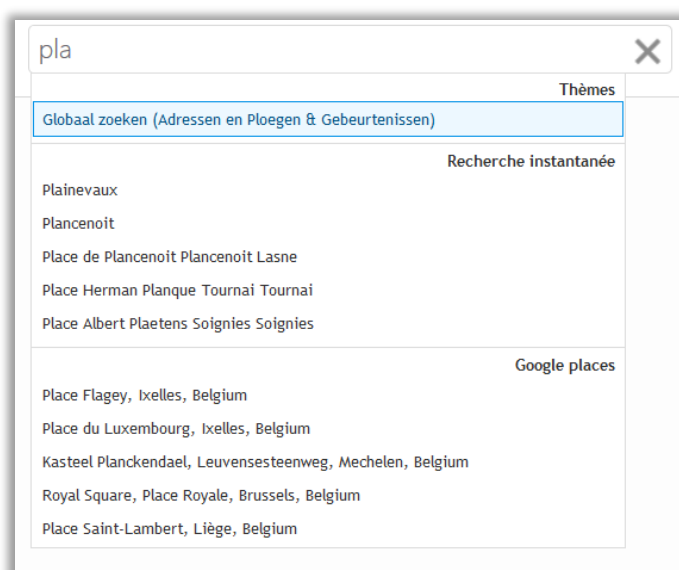 pla
Thèmes
Globaal zoeken (Adressen en Ploegen & Gebeurtenissen)
Recherche instantanée
Plainevaux
Plancenoit
Place de Plancenoit Plancenoit Lasne
Place Herman Planque Tournai Tournai
Place Albert Plaetens Soignies Soignies
Google places
Place Flagey, Ixelles, Belgium
Place du Luxembourg, Ixelles, Belgium
Kasteel Planckendael, Leuvensesteenweg, Mechelen, Belgium
Royal Square, Place Royale, Brussels, Belgium
Place Saint-Lambert, Liège, Belgium